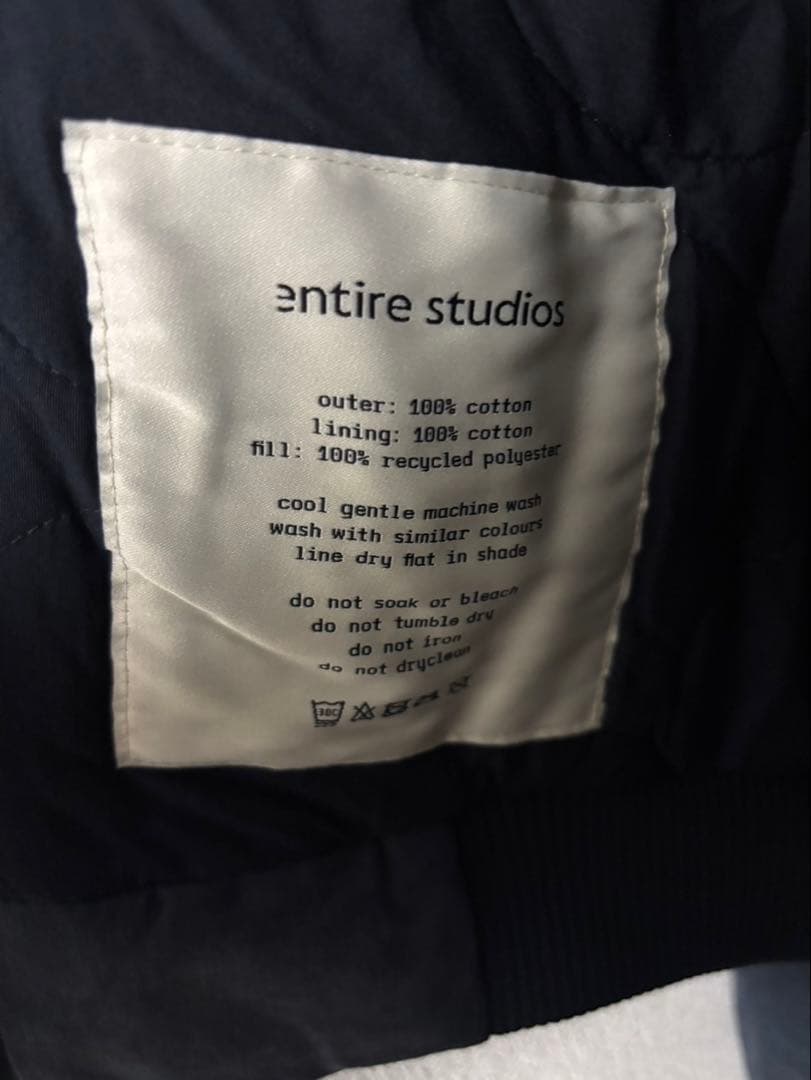 entire studios
outer: 100% cotton
lining: 100% cotton
fill: 100% recycled polyester
cool gentle machine wash
wash with similar colours
line dry flat in shade
do not soak or bleach
do not tumble dry
do not iron
do not dryclean
30C